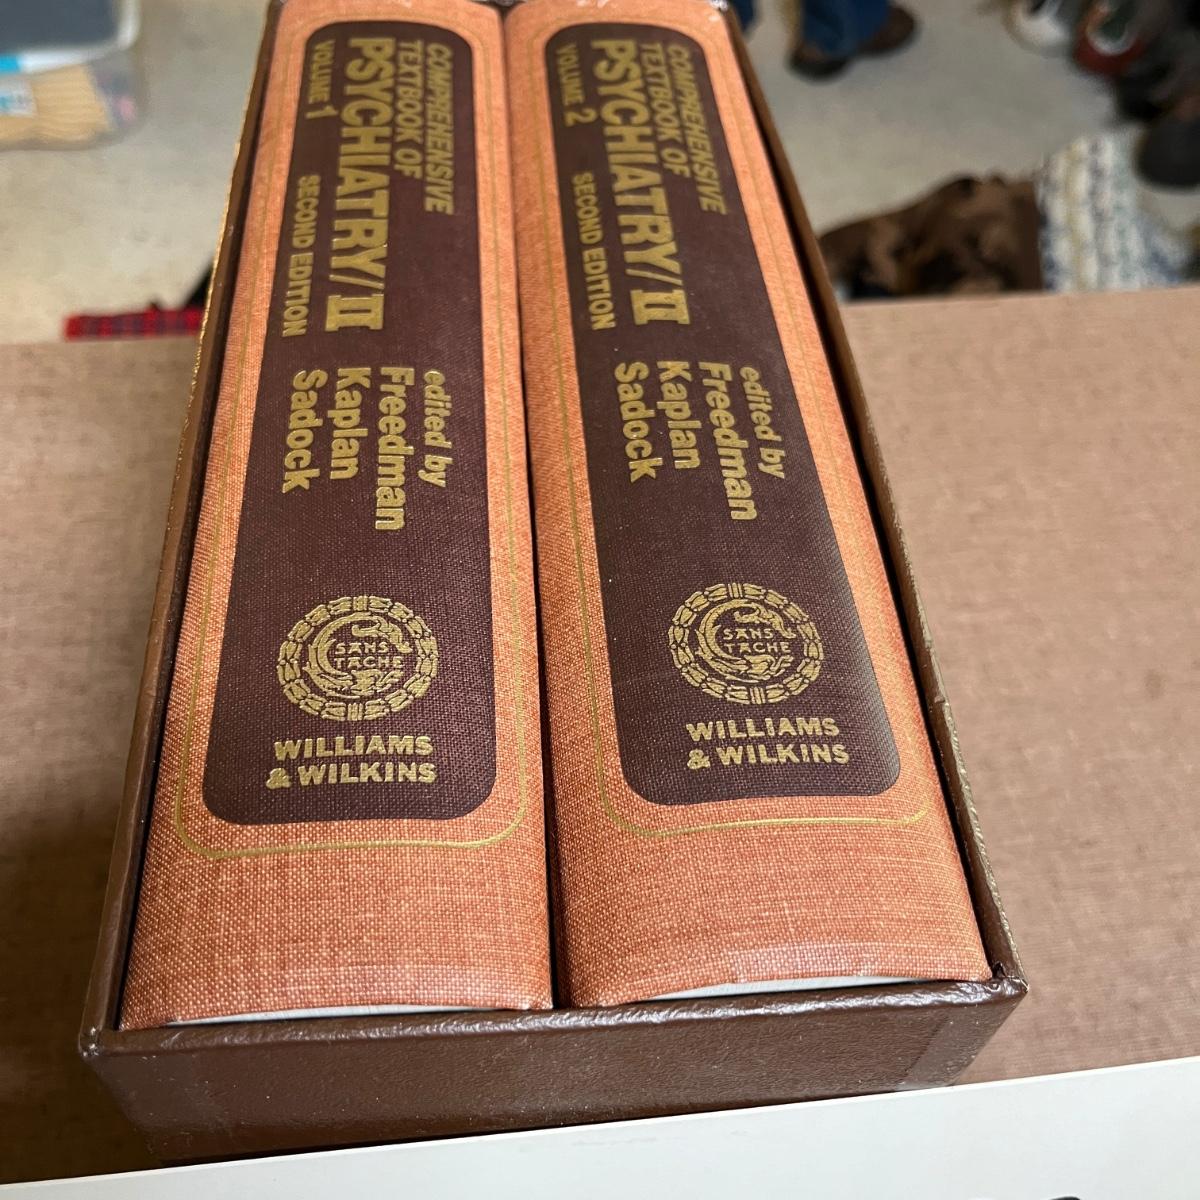 COMPREHENSIVE
TEXTBOOK OF
PSYCHIATRY/II
VOLUME 1 SECOND EDITION
edited by
Freedman
Kaplan
Sadock
SANS
TACHE
WILLIAMS
& WILKINS
COMPREHENSIVE
TEXTBOOK OF
PSYCHIATRY/II
VOLUME 2 SECOND EDITION
edited by
Freedman
Kaplan
Sadock
SANS
TACHE
WILLIAMS
& WILKINS